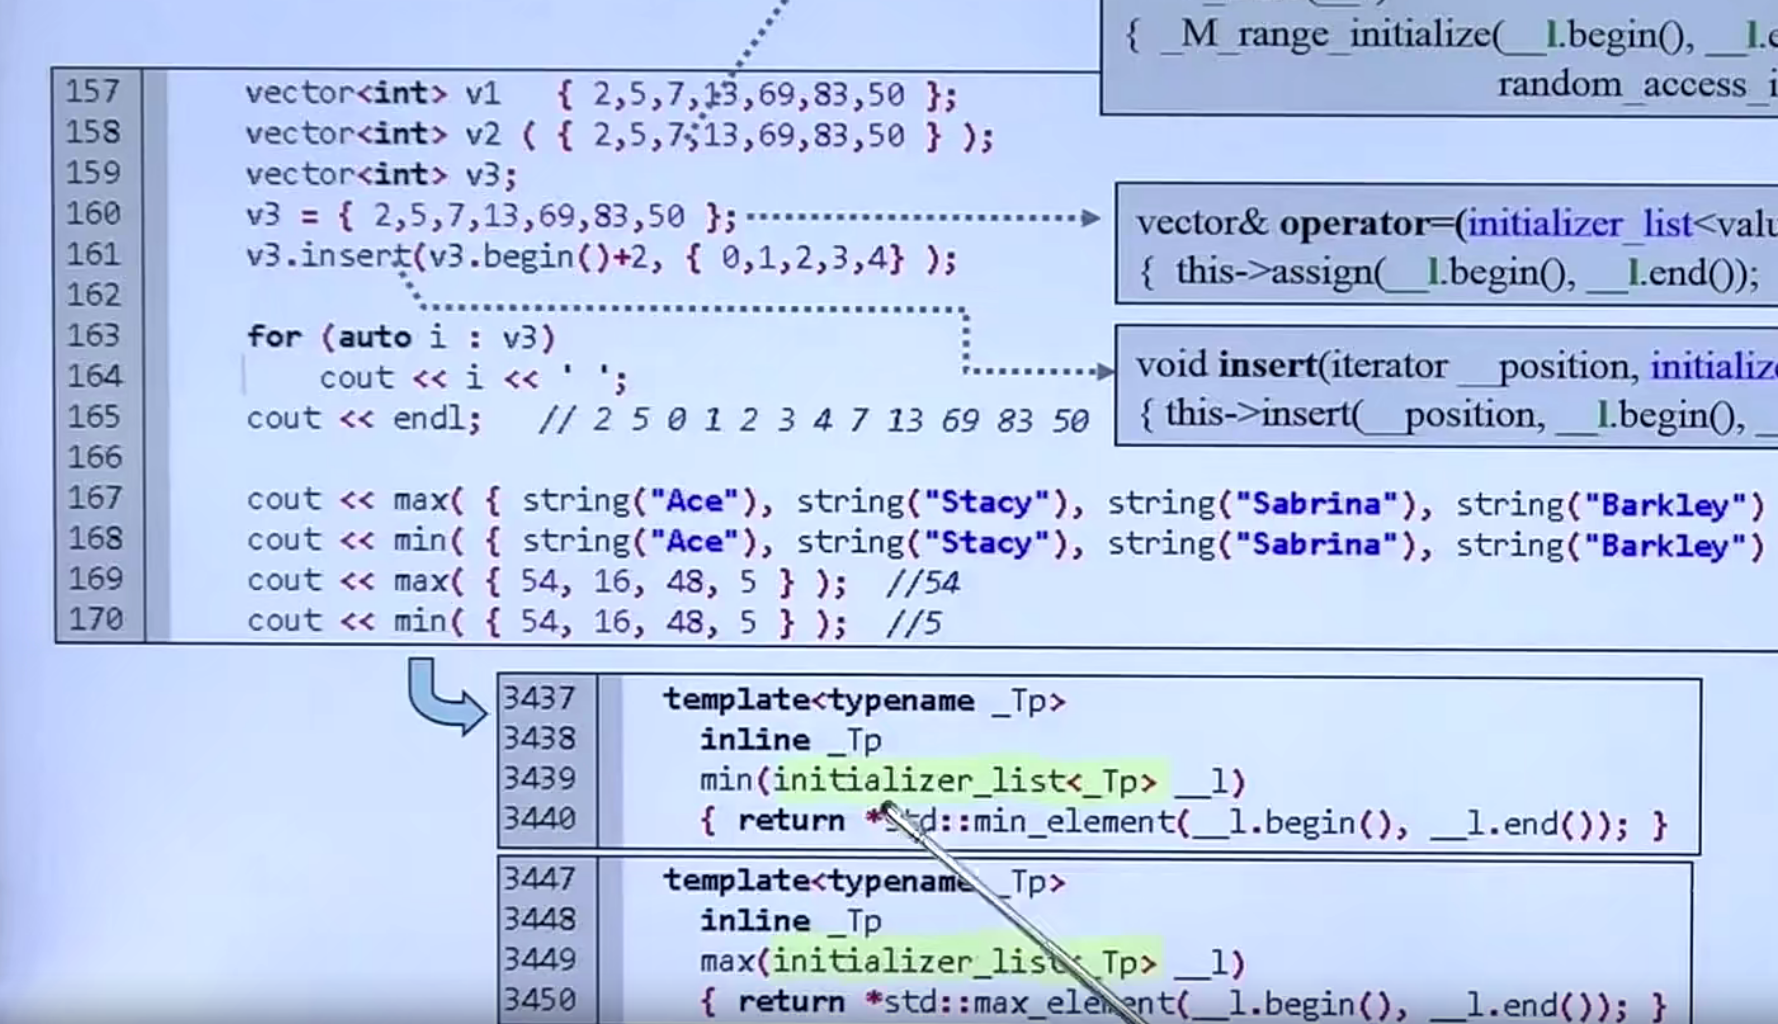 { _M_range_initialize(__l.begin(), __l.e
random_access_i
157 vector<int> v1 { 2,5,7,13,69,83,50 };
158 vector<int> v2 ( { 2,5,7,13,69,83,50 } );
159 vector<int> v3;
160 v3 = { 2,5,7,13,69,83,50 };
161 v3.insert(v3.begin()+2, { 0,1,2,3,4} );
162
163 for (auto i : v3)
164 cout << i << ' ';
165 cout << endl; // 2 5 0 1 2 3 4 7 13 69 83 50
166
167 cout << max( { string("Ace"), string("Stacy"), string("Sabrina"), string("Barkley")
168 cout << min( { string("Ace"), string("Stacy"), string("Sabrina"), string("Barkley")
169 cout << max( { 54, 16, 48, 5 } ); //54
170 cout << min( { 54, 16, 48, 5 } ); //5
vector& operator=(initializer_list<valu
{ this->assign(__l.begin(), __l.end());
void insert(iterator __position, initialize
{ this->insert(__position, __l.begin(), _
3437 template<typename _Tp>
3438 inline _Tp
3439 min(initializer_list<_Tp> __l)
3440 { return *std::min_element(__l.begin(), __l.end()); }
3447 template<typename _Tp>
3448 inline _Tp
3449 max(initializer_list<_Tp> __l)
3450 { return *std::max_element(__l.begin(), __l.end()); }